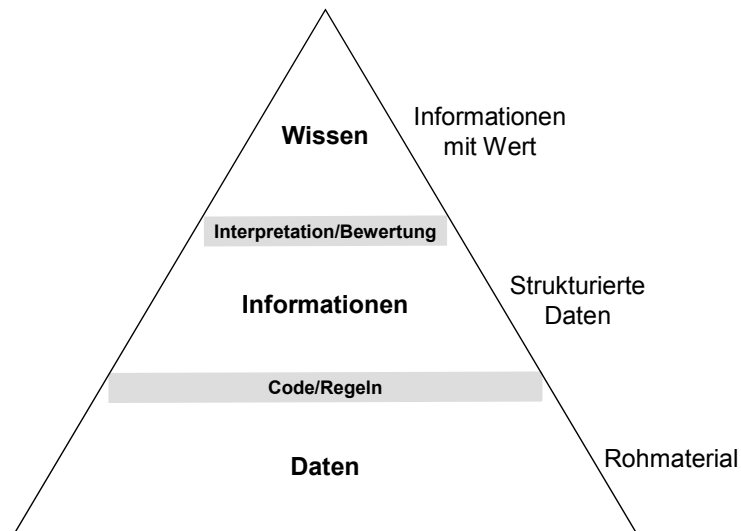 Wissen
Informationen
mit Wert
Interpretation/Bewertung
Informationen
Strukturierte
Daten
Code/Regeln
Daten
Rohmaterial